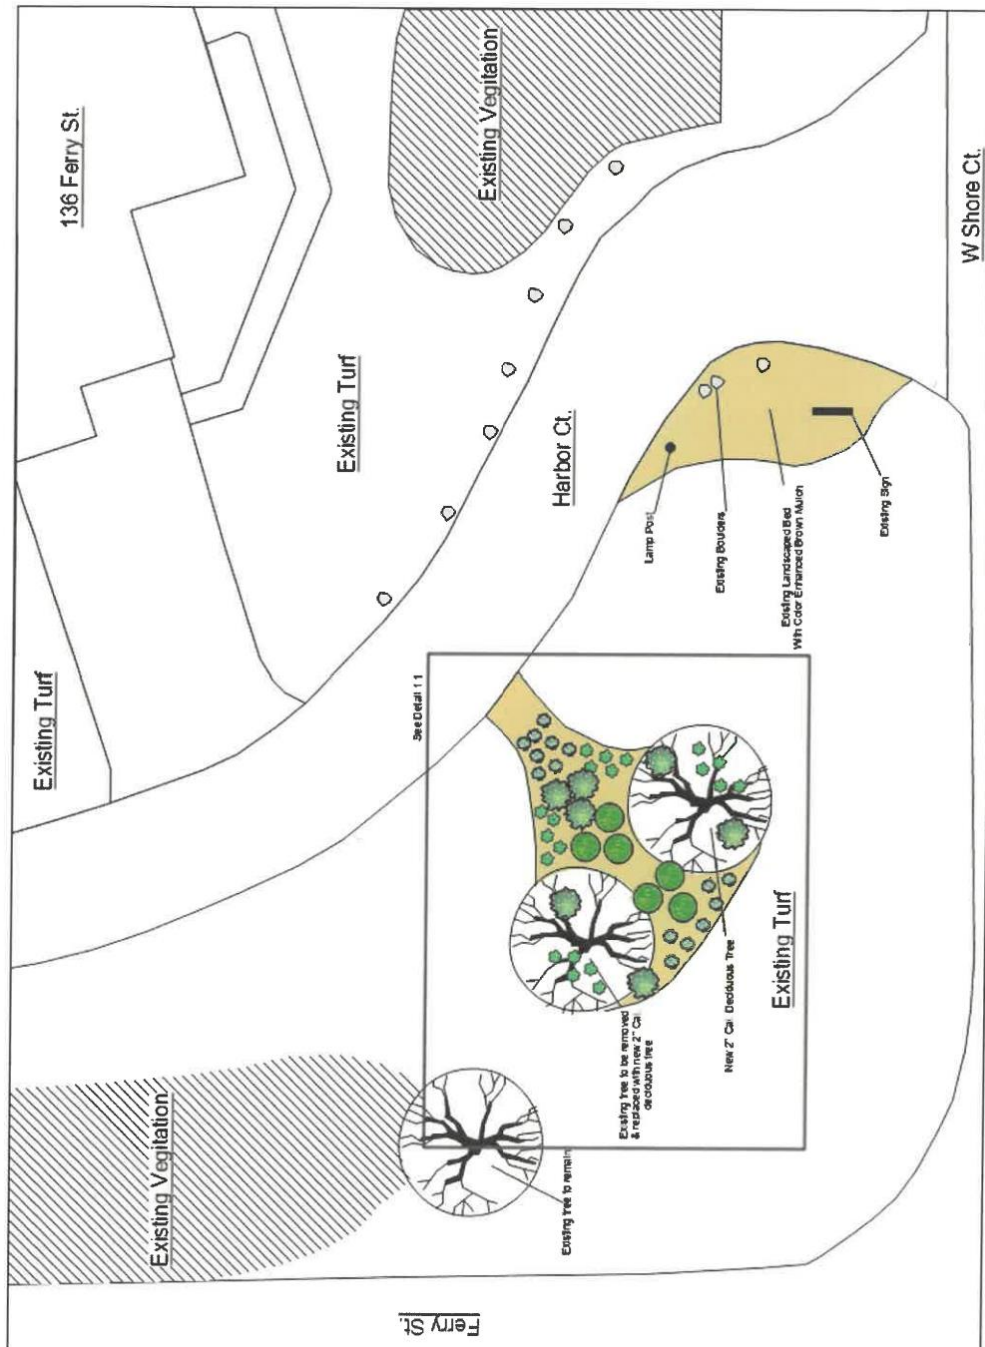 136 Ferry St.
Existing Vegitation
Existing Turf
Existing Turf
Harbor Ct.
W Shore Ct.
Lamp Post
Existing Boulders
Existing Landscaped Bed
With Color Enhanced Brown Mulch
Existing Sign
See Detail 1.1
Existing tree to be removed
& replaced with new 2" Cal.
deciduous tree
New 2" Cal. Deciduous Tree
Existing Turf
Existing Vegitation
Existing tree to remain
Ferry St.